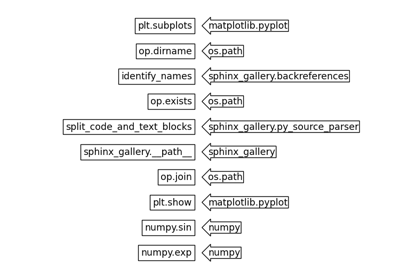 plt.subplots matplotlib.pyplot
op.dirname os.path
identify_names sphinx_gallery.backreferences
op.exists os.path
split_code_and_text_blocks sphinx_gallery.py_source_parser
sphinx_gallery.__path__ sphinx_gallery
op.join os.path
plt.show matplotlib.pyplot
numpy.sin numpy
numpy.exp numpy